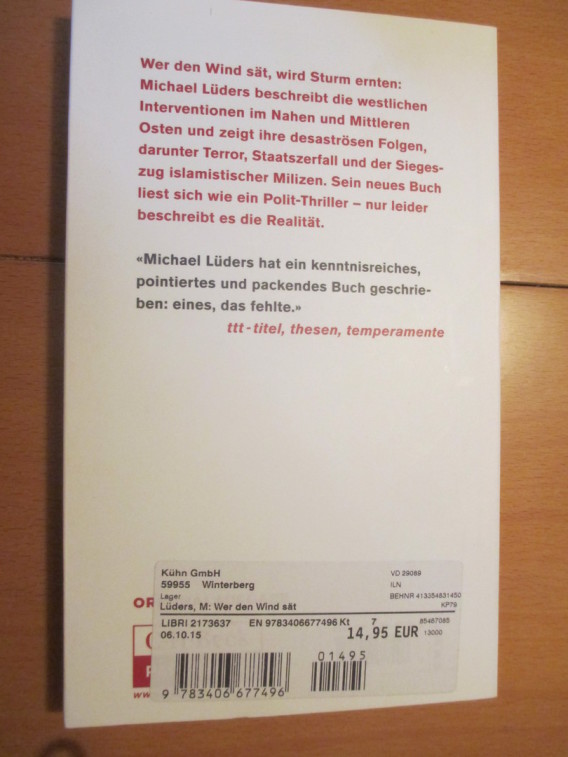 Wer den Wind sät, wird Sturm ernten:
Michael Lüders beschreibt die westlichen
Interventionen im Nahen und Mittleren
Osten und zeigt ihre desaströsen Folgen,
darunter Terror, Staatszerfall und der Sieges-
zug islamistischer Milizen. Sein neues Buch
liest sich wie ein Polit-Thriller – nur leider
beschreibt es die Realität.
«Michael Lüders hat ein kenntnisreiches,
pointiertes und packendes Buch geschrie-
ben: eines, das fehlte.»
ttt - titel, thesen, temperamente
Kühn GmbH VD 29069
59955 Winterberg ILN
Lager BEHNR 413354831450
Lüders, M: Wer den Wind sät KP79
LIBRI 2173637 EN 9783406677496 Kt 7 85467085
06.10.15 14,95 EUR 13000
01495
9 783406 677496